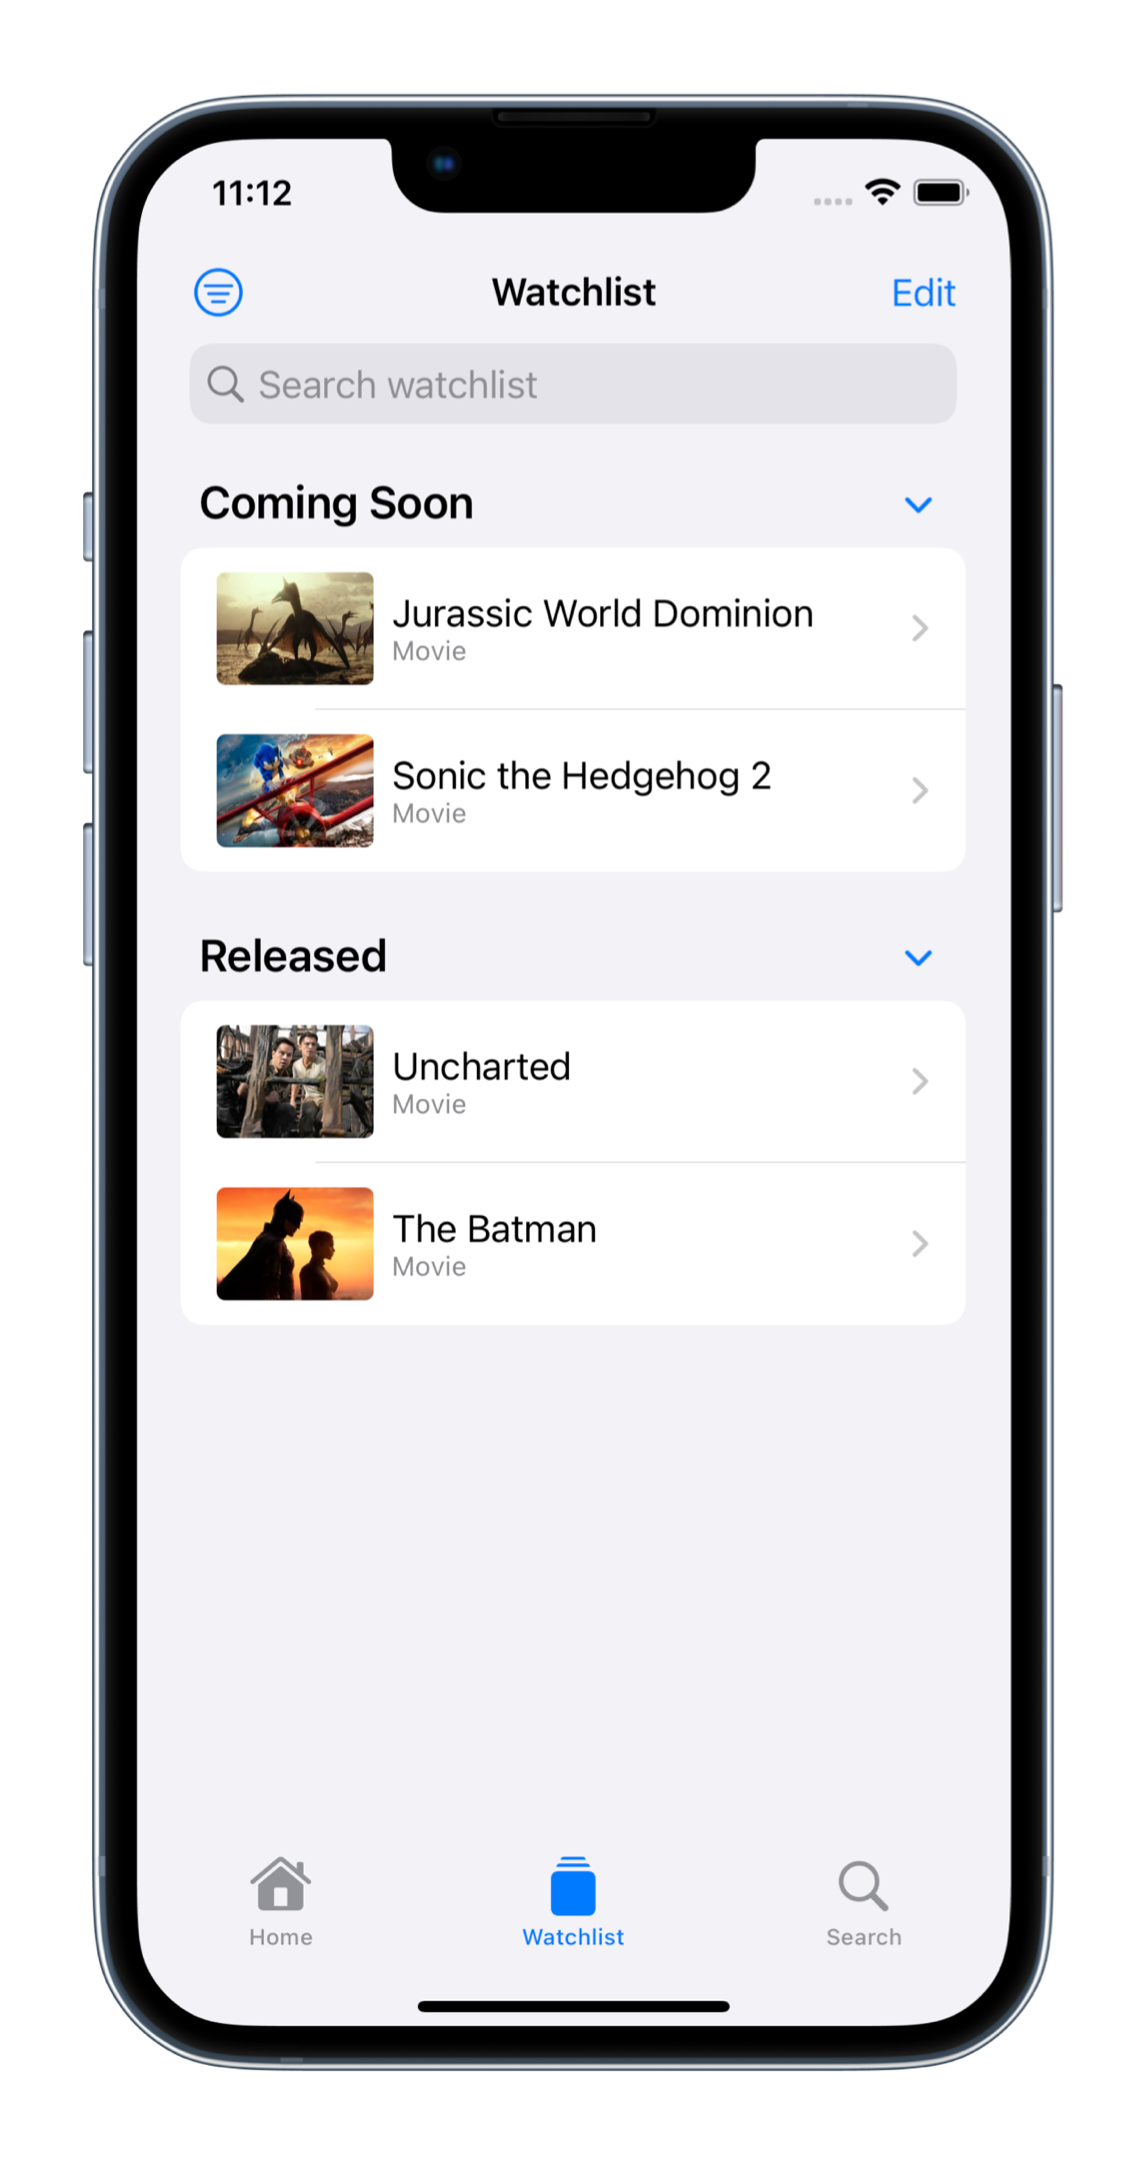 11:12
Watchlist
Edit
Search watchlist
Coming Soon
Jurassic World Dominion
Movie
Sonic the Hedgehog 2
Movie
Released
Uncharted
Movie
The Batman
Movie
Home
Watchlist
Search